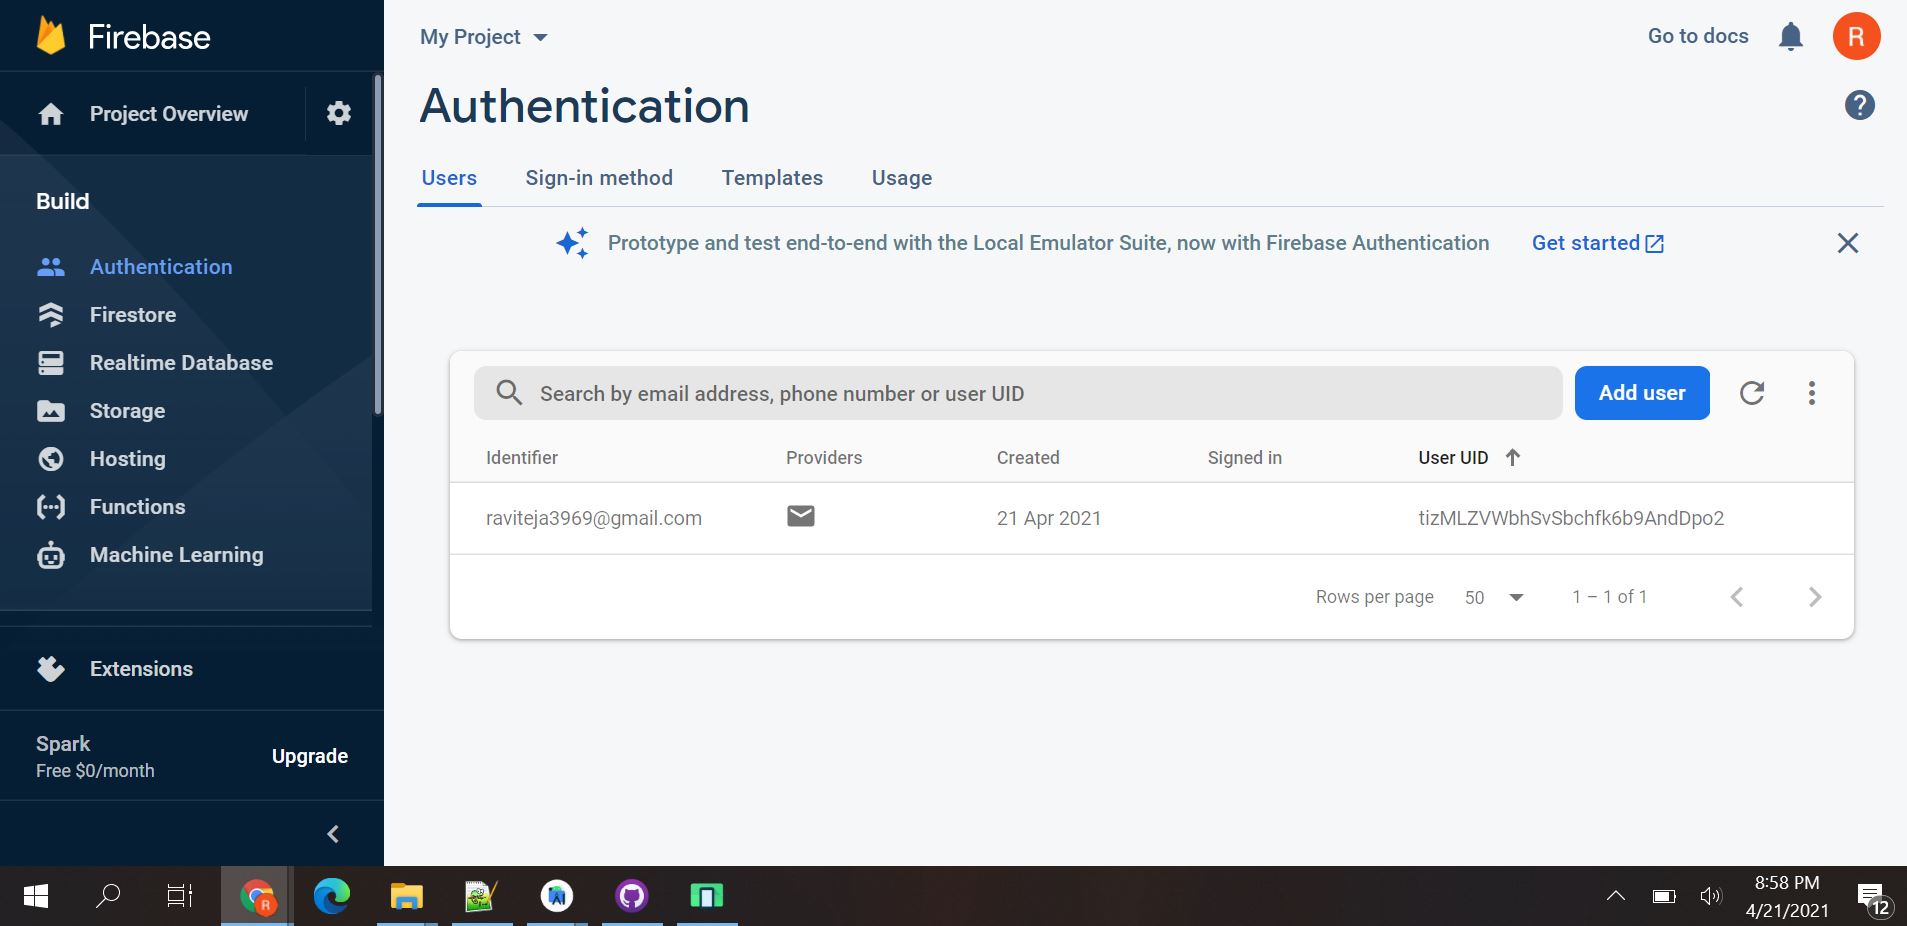 Firebase
Project Overview
Build
Authentication
Firestore
Realtime Database
Storage
Hosting
Functions
Machine Learning
Extensions
Spark
Free $0/month
Upgrade
My Project
Go to docs
R
Authentication
?
Users Sign-in method Templates Usage
Prototype and test end-to-end with the Local Emulator Suite, now with Firebase Authentication Get started
Search by email address, phone number or user UID
Add user
Identifier Providers Created Signed in User UID
raviteja3969@gmail.com 21 Apr 2021 tizMLZVWbhSvSbchfk6b9AndDpo2
Rows per page 50 1 – 1 of 1
R
8:58 PM
4/21/2021
12